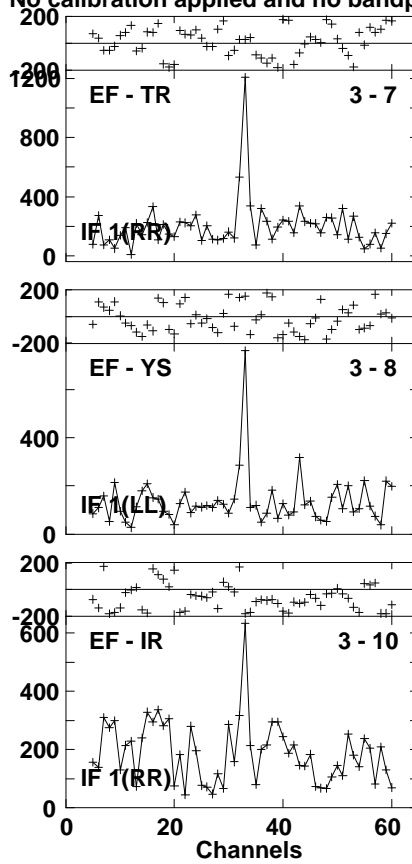 No calibration applied and no bandp
200
-200
1200
EF - TR 3 - 7
800
400
IF 1(RR)
0
200
-200
EF - YS 3 - 8
400
IF 1(LL)
0
200
-200
600
EF - IR 3 - 10
400
200
IF 1(RR)
0
0 20 40 60
Channels